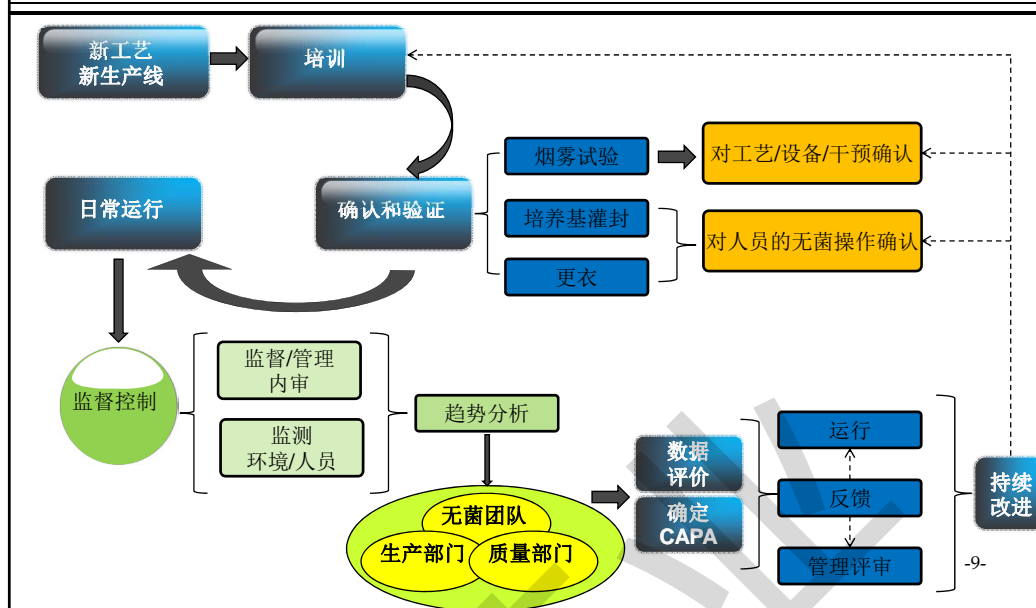 新工艺
新生产线
培训
烟雾试验
对工艺/设备/干预确认
日常运行
确认和验证
培养基灌封
对人员的无菌操作确认
更衣
监督/管理
内审
监督控制
趋势分析
监测
环境/人员
运行
数据
评价
反馈
持续
改进
无菌团队
确定
CAPA
生产部门
质量部门
管理评审
-9-